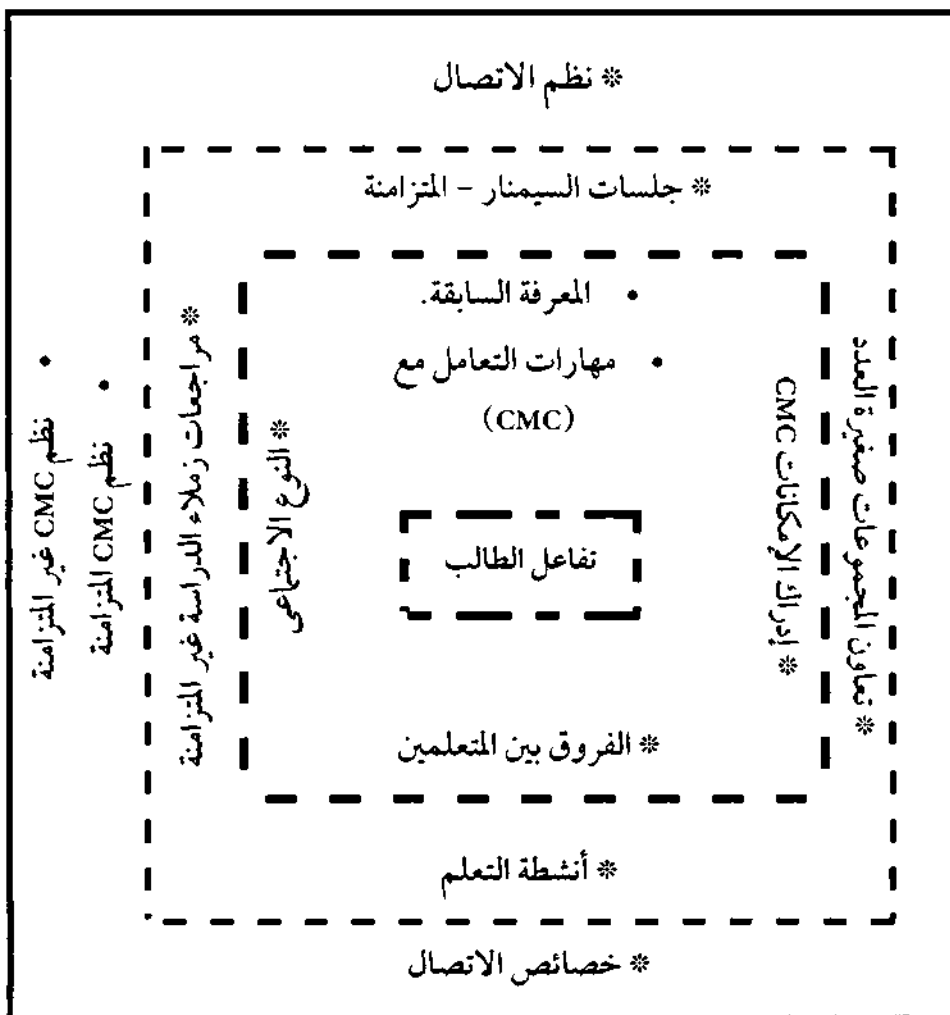 ※ نظم الاتصال
※ جلسات السيمنار - المتزامنة
• المعرفة السابقة.
• مهارات التعامل مع
(CMC)
※ تعاون المجموعات صغيرة العدد
※ إدراك الإمكانات CMC
تفاعل الطالب
※ النوع الاجتماعى
※ مراجعات زملاء الدراسة غير المتزامنة
• نظم CMC المتزامنة
• نظم CMC غير المتزامنة
※ الفروق بين المتعلمين
※ أنشطة التعلم
※ خصائص الاتصال